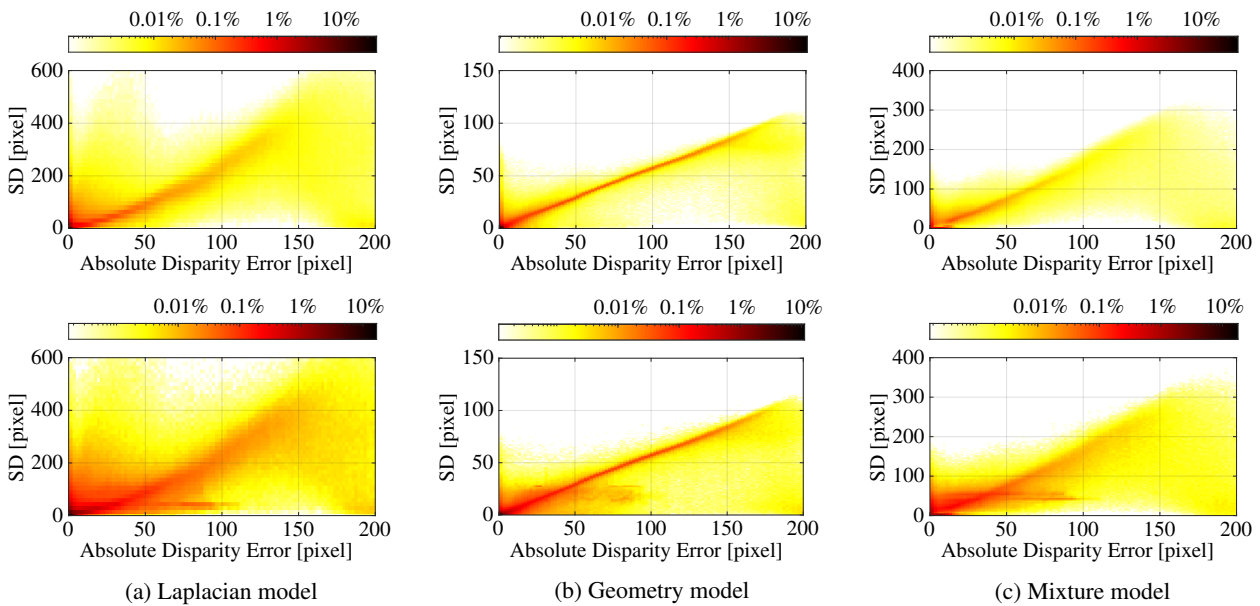 0.01% 0.1% 1% 10%
600
400
200
0
SD [pixel]
0 50 100 150 200
Absolute Disparity Error [pixel]
0.01% 0.1% 1% 10%
150
100
50
0
SD [pixel]
0 50 100 150 200
Absolute Disparity Error [pixel]
0.01% 0.1% 1% 10%
400
300
200
100
0
SD [pixel]
0 50 100 150 200
Absolute Disparity Error [pixel]
0.01% 0.1% 1% 10%
600
400
200
0
SD [pixel]
0 50 100 150 200
Absolute Disparity Error [pixel]
0.01% 0.1% 1% 10%
150
100
50
0
SD [pixel]
0 50 100 150 200
Absolute Disparity Error [pixel]
0.01% 0.1% 1% 10%
400
300
200
100
0
SD [pixel]
0 50 100 150 200
Absolute Disparity Error [pixel]
(a) Laplacian model
(b) Geometry model
(c) Mixture model